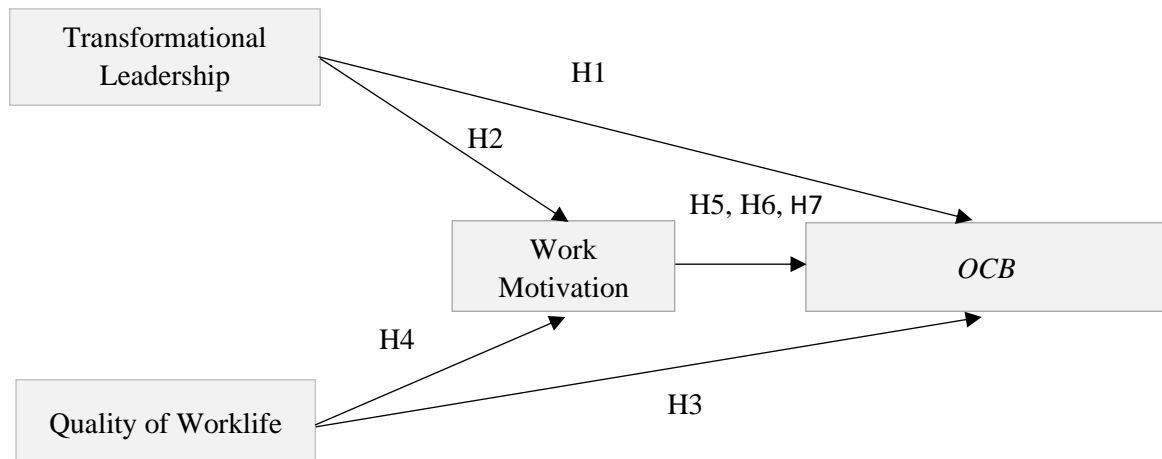 Transformational
Leadership
H1
H2
H5, H6, H7
Work
Motivation
OCB
H4
H3
Quality of Worklife